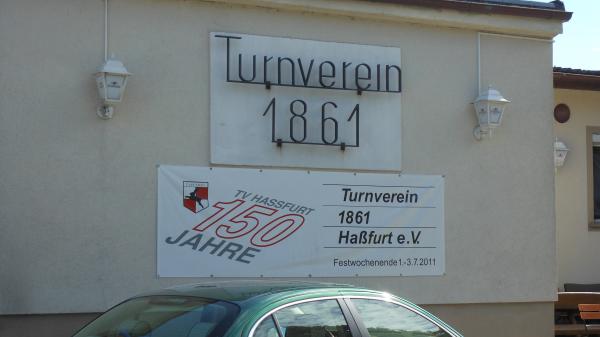 Turnverein
1861
TV HASSFURT
150
JAHRE
Turnverein
1861
Haßfurt e.V.
Festwochenende 1.-3.7.2011